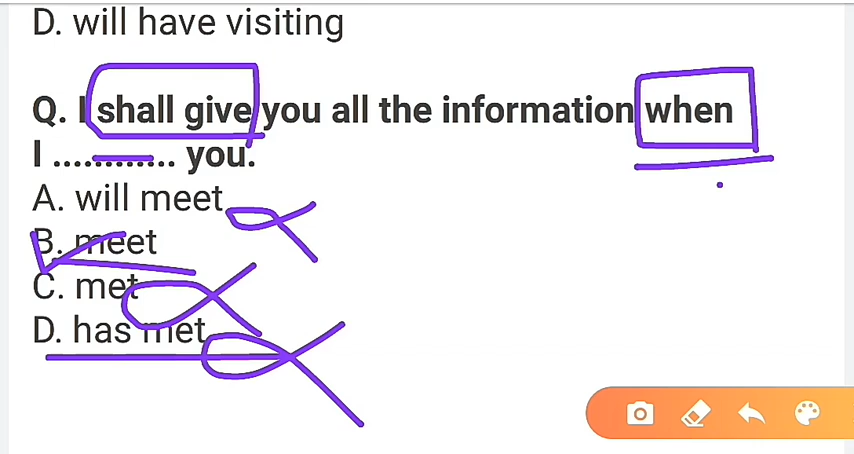 D. will have visiting
Q. I shall give you all the information when
I ............... you.
A. will meet
B. meet
C. met
D. has met